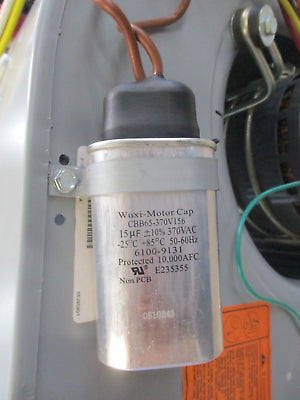 Wuxi-Motor Cap
CBB65-370V156
15µF ±10% 370VAC
-25°C +85°C 50-60Hz
6100-9131
Protected 10,000AFC
E235355
Non PCB